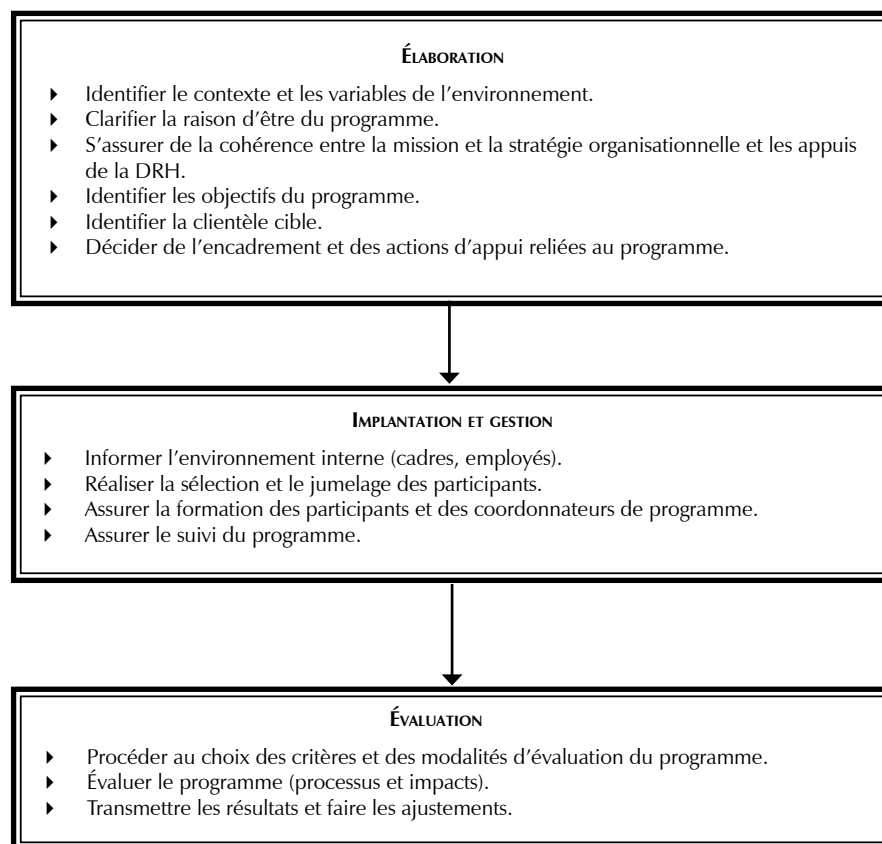 Élaboration
‣ Identifier le contexte et les variables de l’environnement.
‣ Clarifier la raison d’être du programme.
‣ S’assurer de la cohérence entre la mission et la stratégie organisationnelle et les appuis
de la DRH.
‣ Identifier les objectifs du programme.
‣ Identifier la clientèle cible.
‣ Décider de l’encadrement et des actions d’appui reliées au programme.
Implantation et gestion
‣ Informer l’environnement interne (cadres, employés).
‣ Réaliser la sélection et le jumelage des participants.
‣ Assurer la formation des participants et des coordonnateurs de programme.
‣ Assurer le suivi du programme.
Évaluation
‣ Procéder au choix des critères et des modalités d’évaluation du programme.
‣ Évaluer le programme (processus et impacts).
‣ Transmettre les résultats et faire les ajustements.